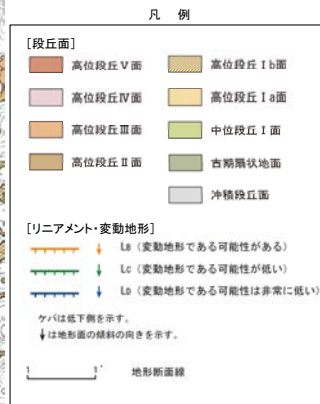 凡 例
[段丘面]
高位段丘Ⅴ面
高位段丘Ⅰb面
高位段丘Ⅳ面
高位段丘Ⅰa面
高位段丘Ⅲ面
中位段丘Ⅰ面
高位段丘Ⅱ面
古期扇状地面
沖積段丘面
[リニアメント・変動地形]
LB (変動地形である可能性がある)
LC (変動地形である可能性が低い)
LD (変動地形である可能性は非常に低い)
ケバは低下側を示す。
↓は地形面の傾斜の向きを示す。
1 1' 地形断面線